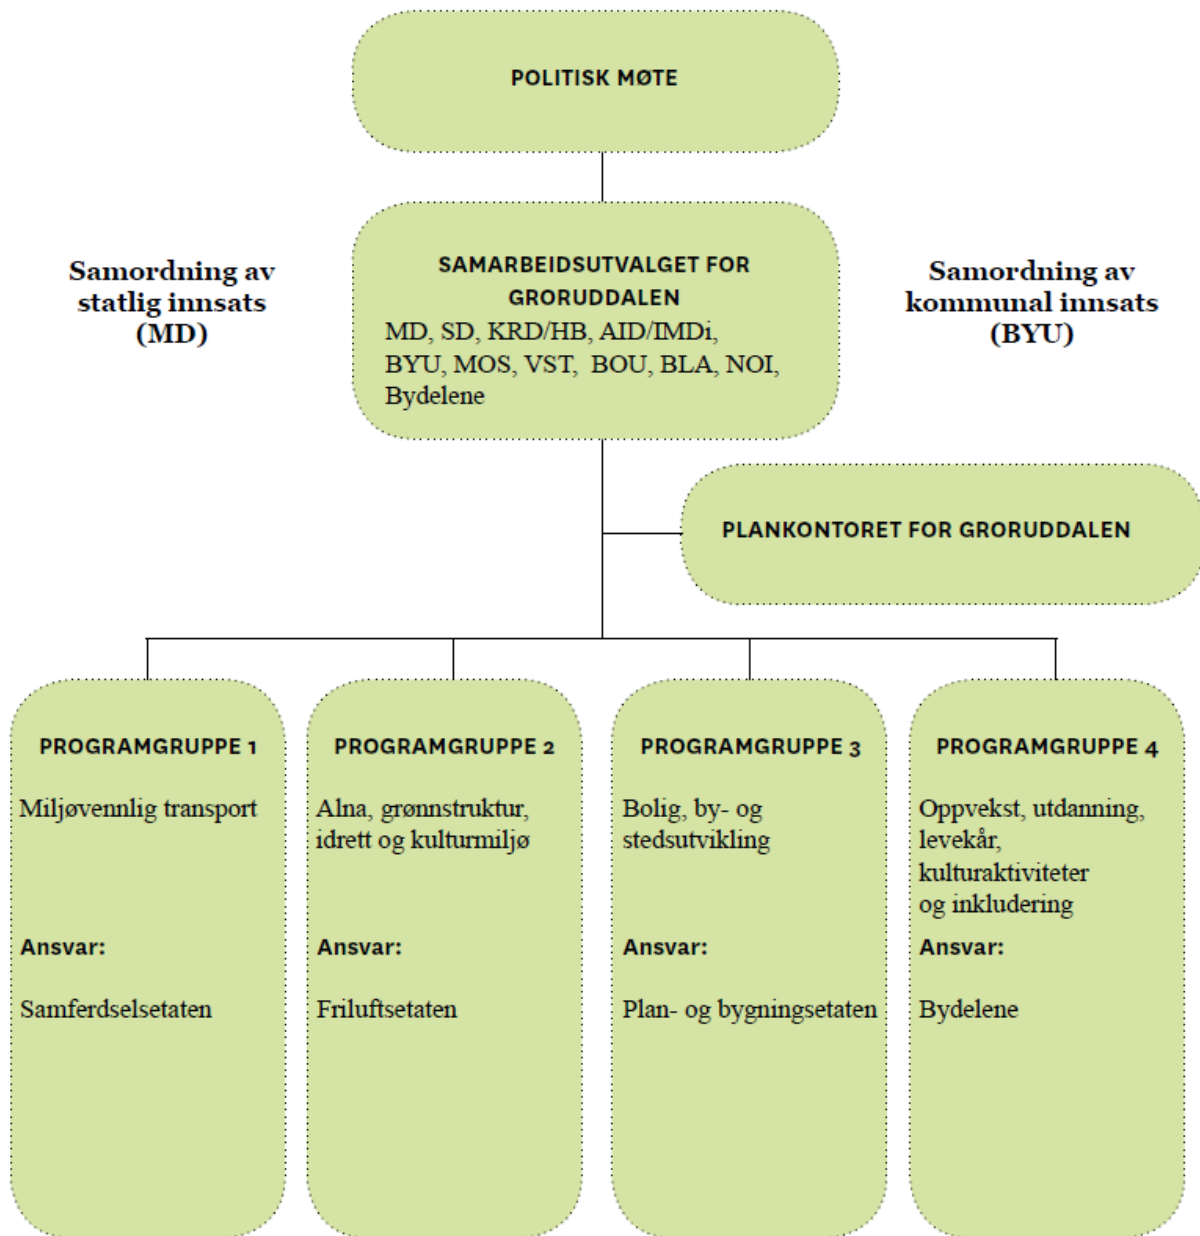 POLITISK MØTE
Samordning av
statlig innsats
(MD)
SAMARBEIDSUTVALGET FOR
GRORUDDALEN
MD, SD, KRD/HB, AID/IMDi,
BYU, MOS, VST, BOU, BLA, NOI,
Bydelene
Samordning av
kommunal innsats
(BYU)
PLANKONTORET FOR GRORUDDALEN
PROGRAMGRUPPE 1
Miljøvennlig transport
Ansvar:
Samferdselsetaten
PROGRAMGRUPPE 2
Alna, grønnstruktur,
idrett og kulturmiljø
Ansvar:
Friluftsetaten
PROGRAMGRUPPE 3
Bolig, by- og
stedsutvikling
Ansvar:
Plan- og bygningsetaten
PROGRAMGRUPPE 4
Oppvekst, utdanning,
levekår,
kulturaktiviteter
og inkludering
Ansvar:
Bydelene